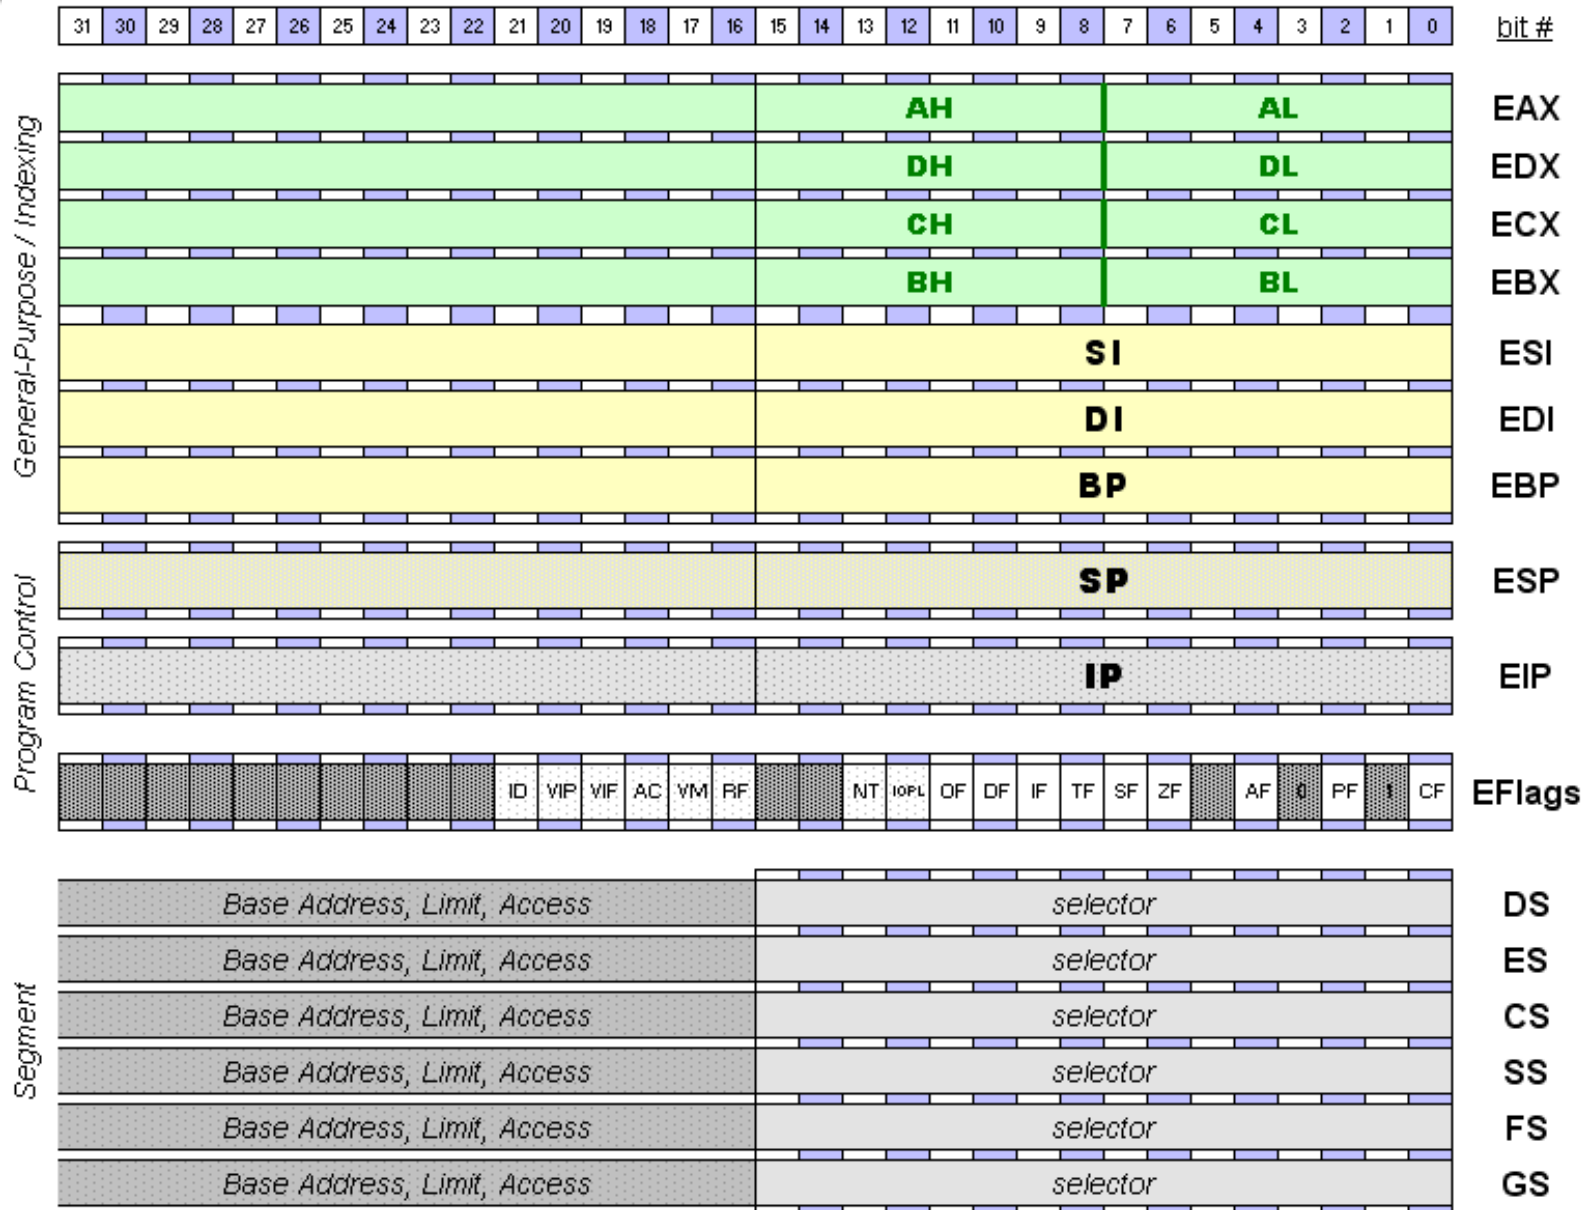 31 30 29 28 27 26 25 24 23 22 21 20 19 18 17 16 15 14 13 12 11 10 9 8 7 6 5 4 3 2 1 0 bit #
General-Purpose / Indexing
AH AL EAX
DH DL EDX
CH CL ECX
BH BL EBX
SI ESI
DI EDI
BP EBP
Program Control
SP ESP
IP EIP
ID VIP VIF AC VM RF NT IOPL OF DF IF TF SF ZF AF 0 PF 1 CF EFlags
Segment
Base Address, Limit, Access selector DS
Base Address, Limit, Access selector ES
Base Address, Limit, Access selector CS
Base Address, Limit, Access selector SS
Base Address, Limit, Access selector FS
Base Address, Limit, Access selector GS